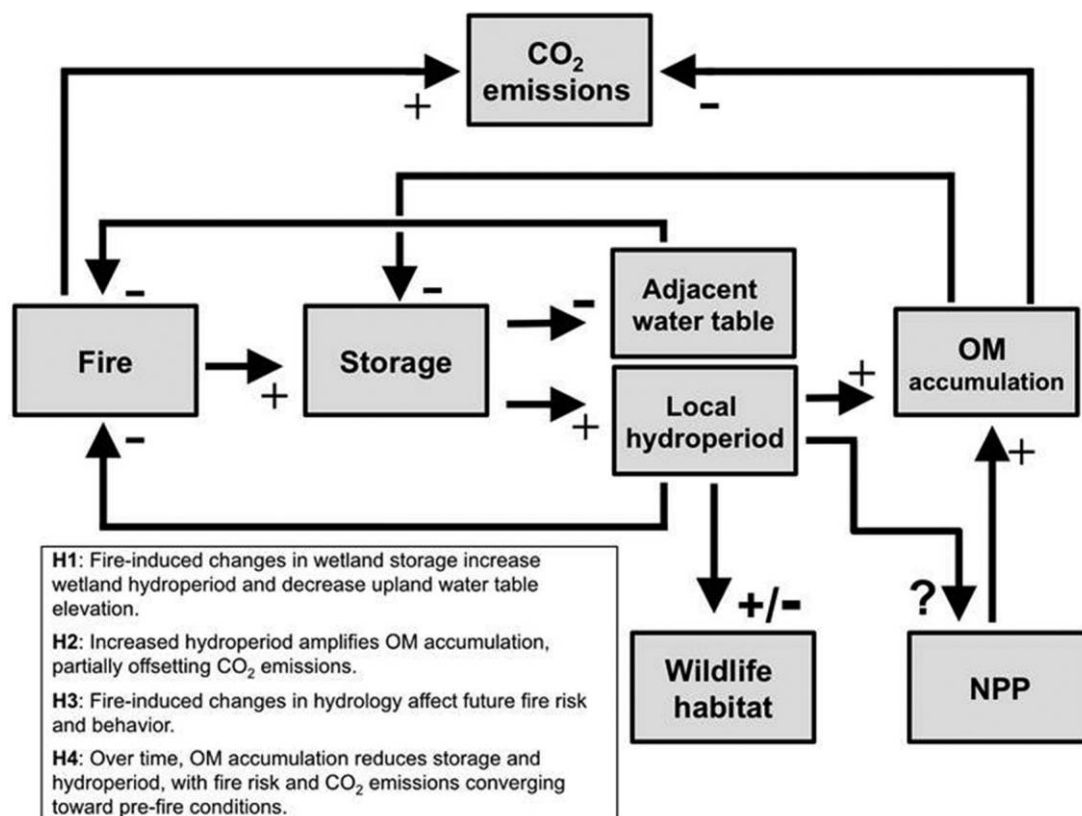 CO₂
emissions
+
-
-
-
-
Adjacent
water table
Fire
Storage
OM
accumulation
+
+
+
Local
hydroperiod
-
+
H1: Fire-induced changes in wetland storage increase
wetland hydroperiod and decrease upland water table
elevation.
H2: Increased hydroperiod amplifies OM accumulation,
partially offsetting CO₂ emissions.
H3: Fire-induced changes in hydrology affect future fire risk
and behavior.
H4: Over time, OM accumulation reduces storage and
hydroperiod, with fire risk and CO₂ emissions converging
toward pre-fire conditions.
+/-
?
Wildlife
habitat
NPP